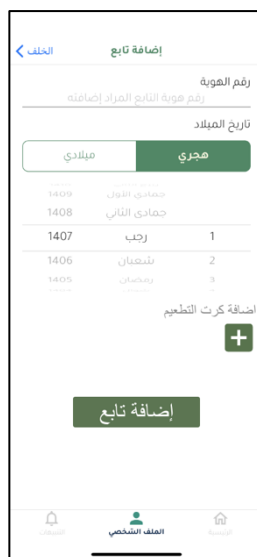 إضافة تابع
الخلف
رقم الهوية
رقم هوية التابع المراد إضافته
تاريخ الميلاد
هجري ميلادي
جمادى الأول 1409
جمادى الثاني 1408
1 رجب 1407
2 شعبان 1406
3 رمضان 1405
اضافة كرت التطعيم
إضافة تابع
الرئيسية الملف الشخصي التنبيهات